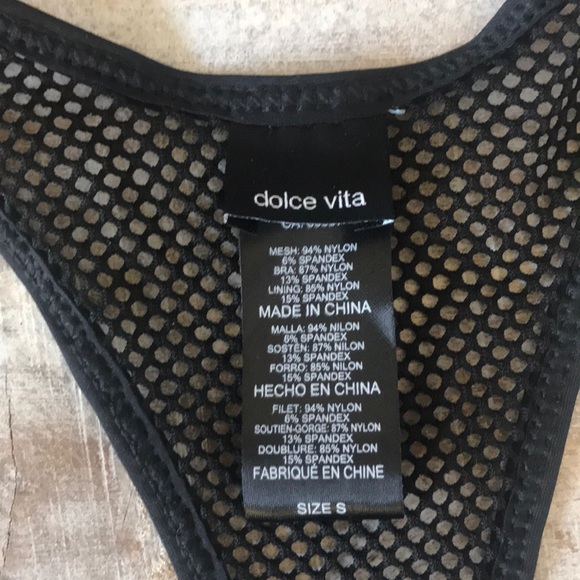 dolce vita
MESH: 94% NYLON
6% SPANDEX
BRA: 87% NYLON
13% SPANDEX
LINING: 85% NYLON
15% SPANDEX
MADE IN CHINA
MALLA: 94% NILON
6% SPANDEX
SOSTEN: 87% NILON
13% SPANDEX
FORRO: 85% NILON
15% SPANDEX
HECHO EN CHINA
FILET: 94% NYLON
6% SPANDEX
SOUTIEN-GORGE: 87% NYLON
13% SPANDEX
DOUBLURE: 85% NYLON
15% SPANDEX
FABRIQUÉ EN CHINE
SIZE S